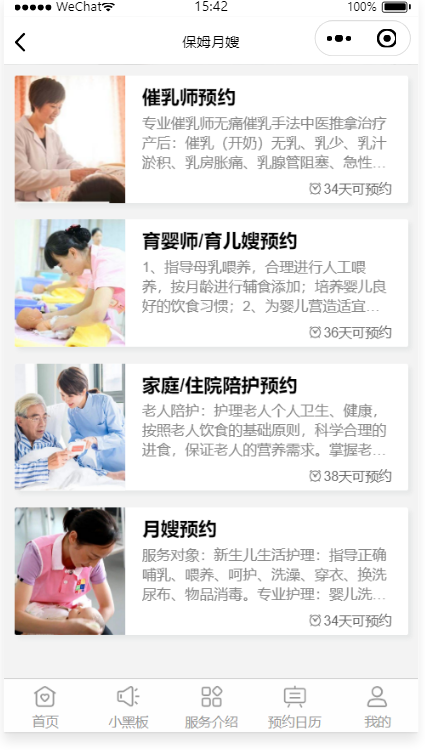 WeChat 15:42 100%
保姆月嫂
催乳师预约
专业催乳师无痛催乳手法中医推拿治疗
产后：催乳（开奶）无乳、乳少、乳汁
淤积、乳房胀痛、乳腺管阻塞、急性...
34天可预约
育婴师/育儿嫂预约
1、指导母乳喂养，合理进行人工喂
养，按月龄进行辅食添加；培养婴儿良
好的饮食习惯；2、为婴儿营造适宜...
36天可预约
家庭/住院陪护预约
老人陪护：护理老人个人卫生、健康，
按照老人饮食的基础原则，科学合理的
进食，保证老人的营养需求。掌握老...
38天可预约
月嫂预约
服务对象：新生儿生活护理：指导正确
哺乳、喂养、呵护、洗澡、穿衣、换洗
尿布、物品消毒。专业护理：婴儿洗...
34天可预约
首页 小黑板 服务介绍 预约日历 我的